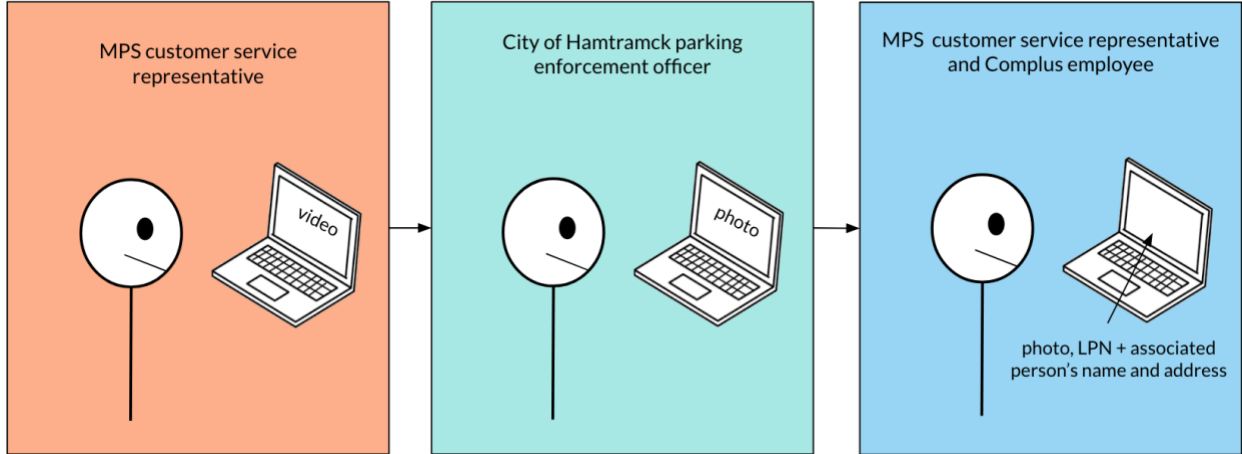 MPS customer service
representative
video
City of Hamtramck parking
enforcement officer
photo
MPS customer service representative
and Complus employee
photo, LPN + associated
person's name and address